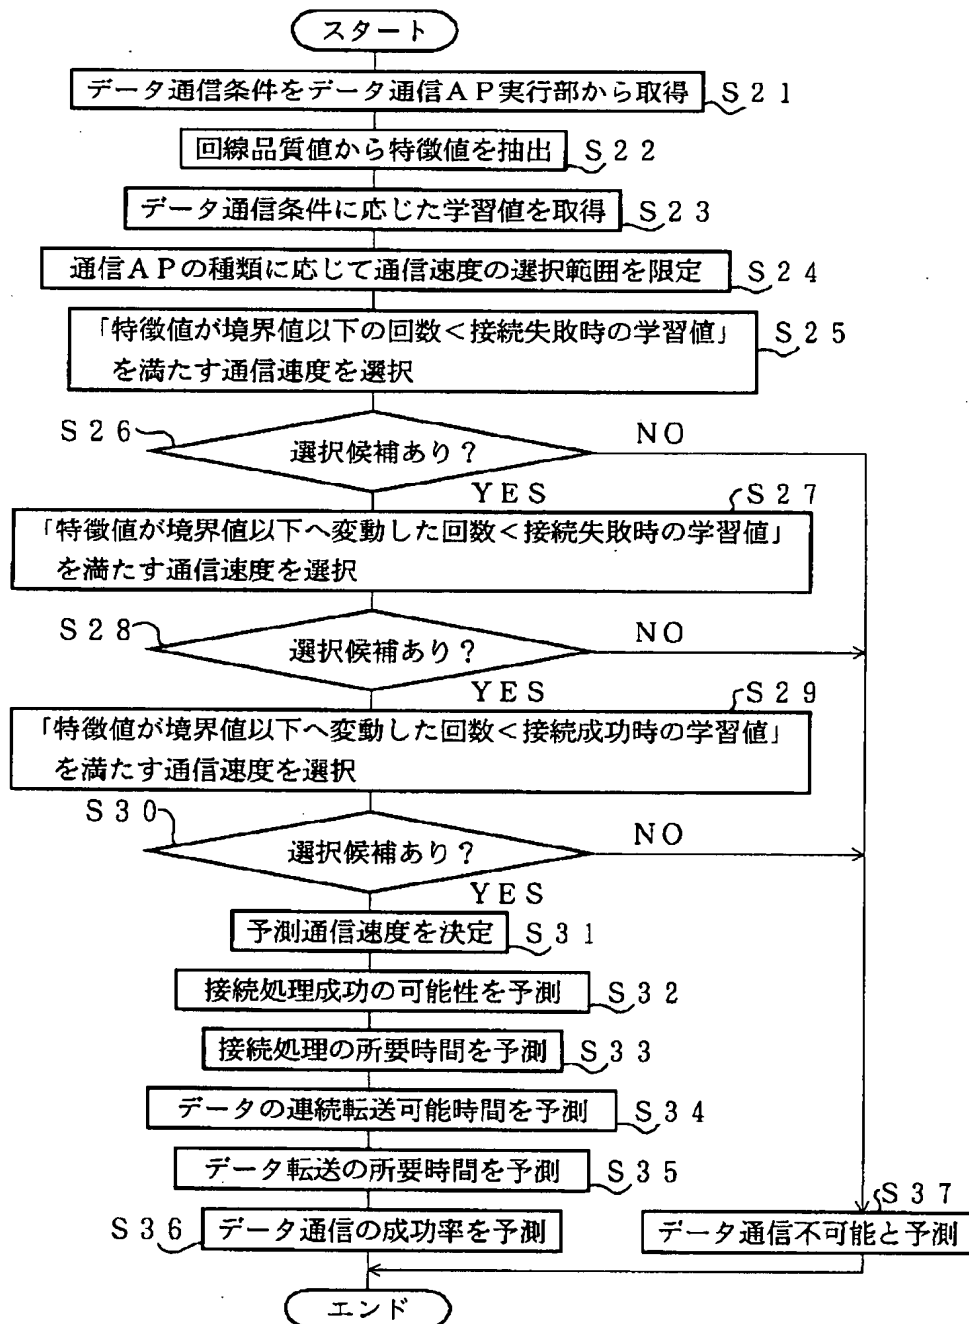 スタート
データ通信条件をデータ通信AP実行部から取得 S21
回線品質値から特徴値を抽出 S22
データ通信条件に応じた学習値を取得 S23
通信APの種類に応じて通信速度の選択範囲を限定 S24
「特徴値が境界値以下の回数<接続失敗時の学習値」 S25
を満たす通信速度を選択
S26 選択候補あり? NO
YES S27
「特徴値が境界値以下へ変動した回数<接続失敗時の学習値」
を満たす通信速度を選択
S28 選択候補あり? NO
YES S29
「特徴値が境界値以下へ変動した回数<接続成功時の学習値」
を満たす通信速度を選択
S30 選択候補あり? NO
YES
予測通信速度を決定 S31
接続処理成功の可能性を予測 S32
接続処理の所要時間を予測 S33
データの連続転送可能時間を予測 S34
データ転送の所要時間を予測 S35
S36 データ通信の成功率を予測
S37
データ通信不可能と予測
エンド